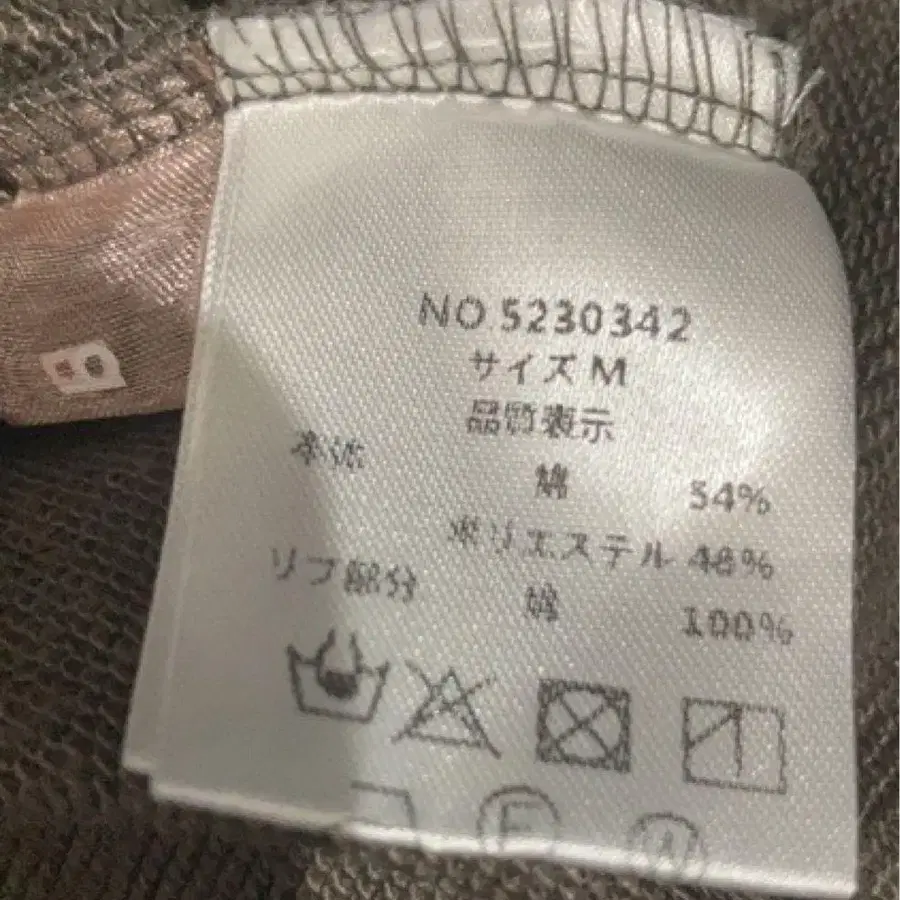 NO.5230342
サイズ M
品質表示
本体 綿 54%
ポリエステル 46%
リブ部分 綿 100%
F
W